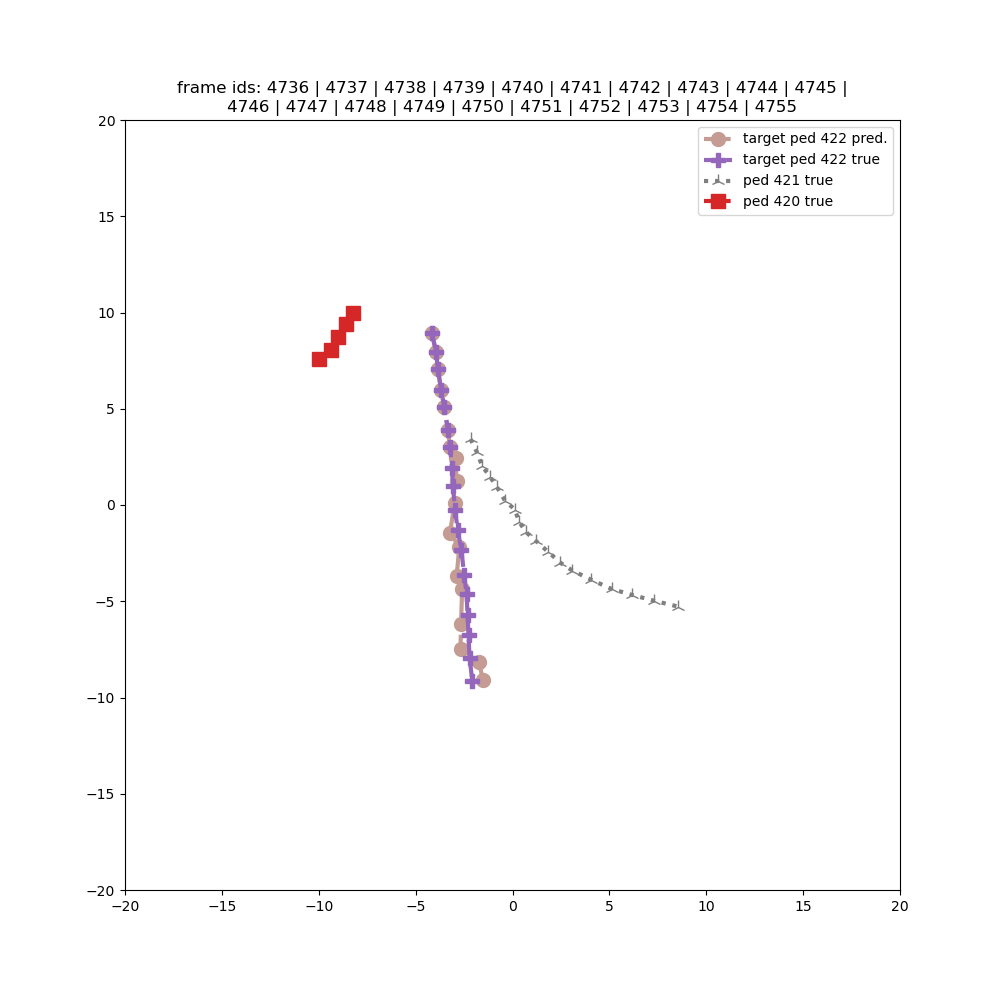 frame ids: 4736 | 4737 | 4738 | 4739 | 4740 | 4741 | 4742 | 4743 | 4744 | 4745 |
4746 | 4747 | 4748 | 4749 | 4750 | 4751 | 4752 | 4753 | 4754 | 4755
target ped 422 pred.
target ped 422 true
ped 421 true
ped 420 true
20
15
10
5
0
−5
−10
−15
−20
−20 −15 −10 −5 0 5 10 15 20